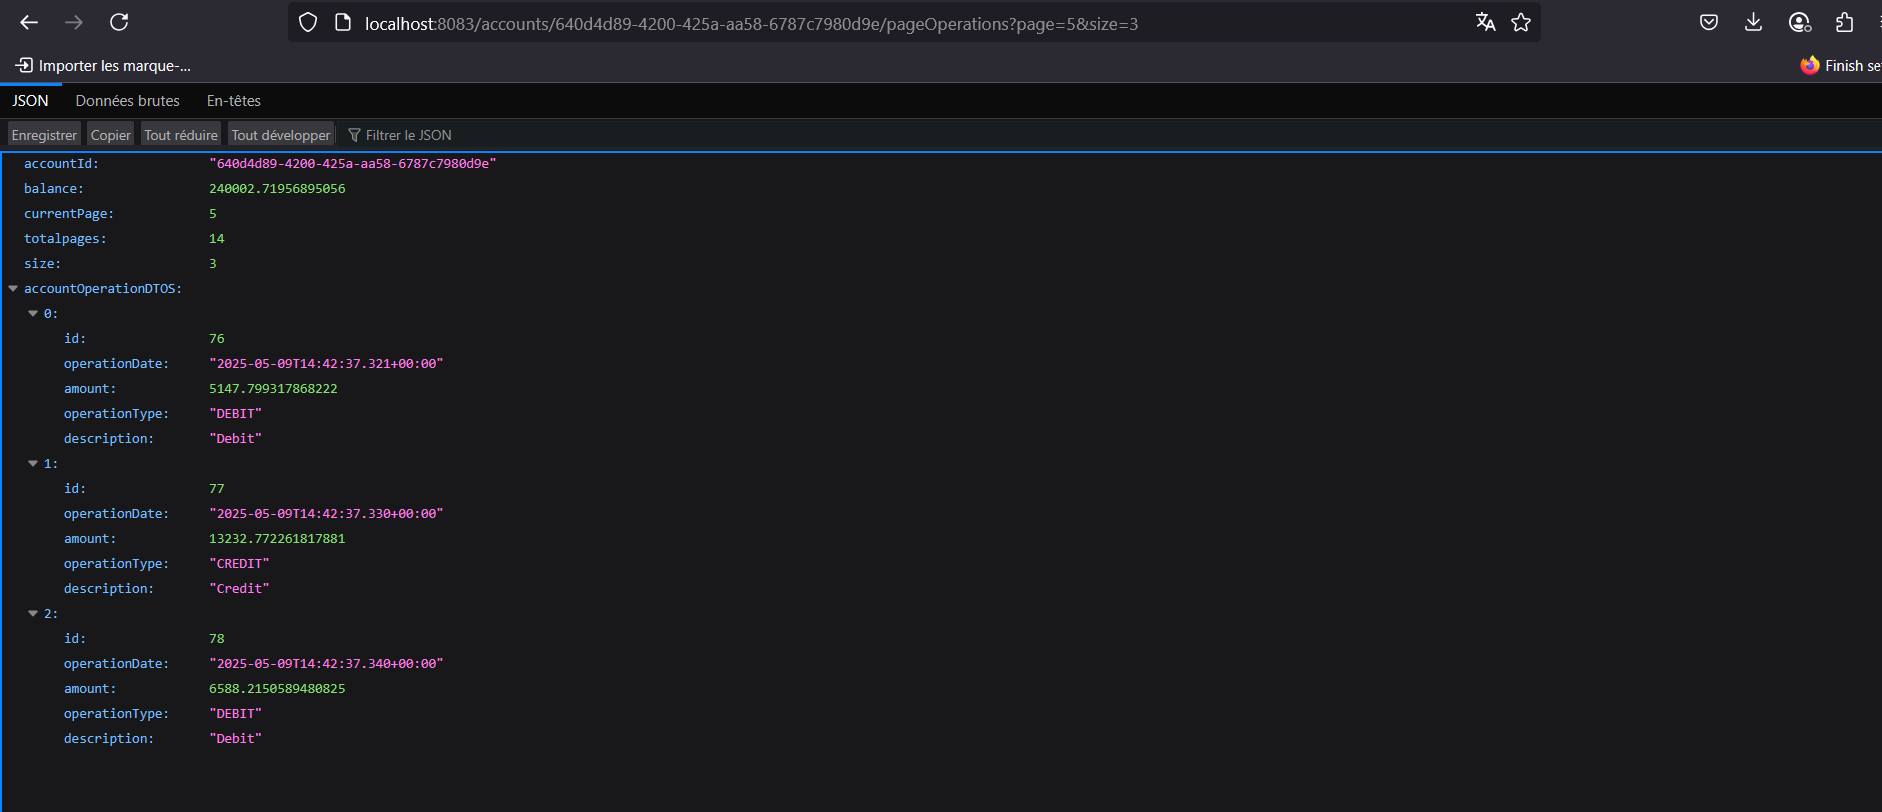 localhost:8083/accounts/640d4d89-4200-425a-aa58-6787c7980d9e/pageOperations?page=5&size=3
Importer les marque-... Finish se
JSON Données brutes En-têtes
Enregistrer Copier Tout réduire Tout développer Filtrer le JSON
accountId: "640d4d89-4200-425a-aa58-6787c7980d9e"
balance: 240002.71956895056
currentPage: 5
totalpages: 14
size: 3
accountOperationDTOS:
0:
id: 76
operationDate: "2025-05-09T14:42:37.321+00:00"
amount: 5147.799317868222
operationType: "DEBIT"
description: "Debit"
1:
id: 77
operationDate: "2025-05-09T14:42:37.330+00:00"
amount: 13232.772261817881
operationType: "CREDIT"
description: "Credit"
2:
id: 78
operationDate: "2025-05-09T14:42:37.340+00:00"
amount: 6588.2150589480825
operationType: "DEBIT"
description: "Debit"